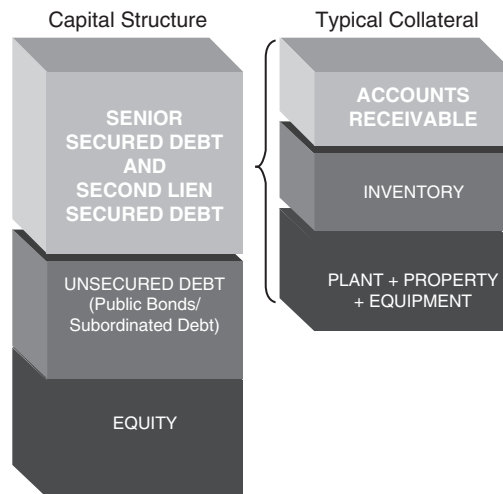 Capital Structure
SENIOR
SECURED DEBT
AND
SECOND LIEN
SECURED DEBT
UNSECURED DEBT
(Public Bonds/
Subordinated Debt)
EQUITY
Typical Collateral
ACCOUNTS
RECEIVABLE
INVENTORY
PLANT + PROPERTY
+ EQUIPMENT